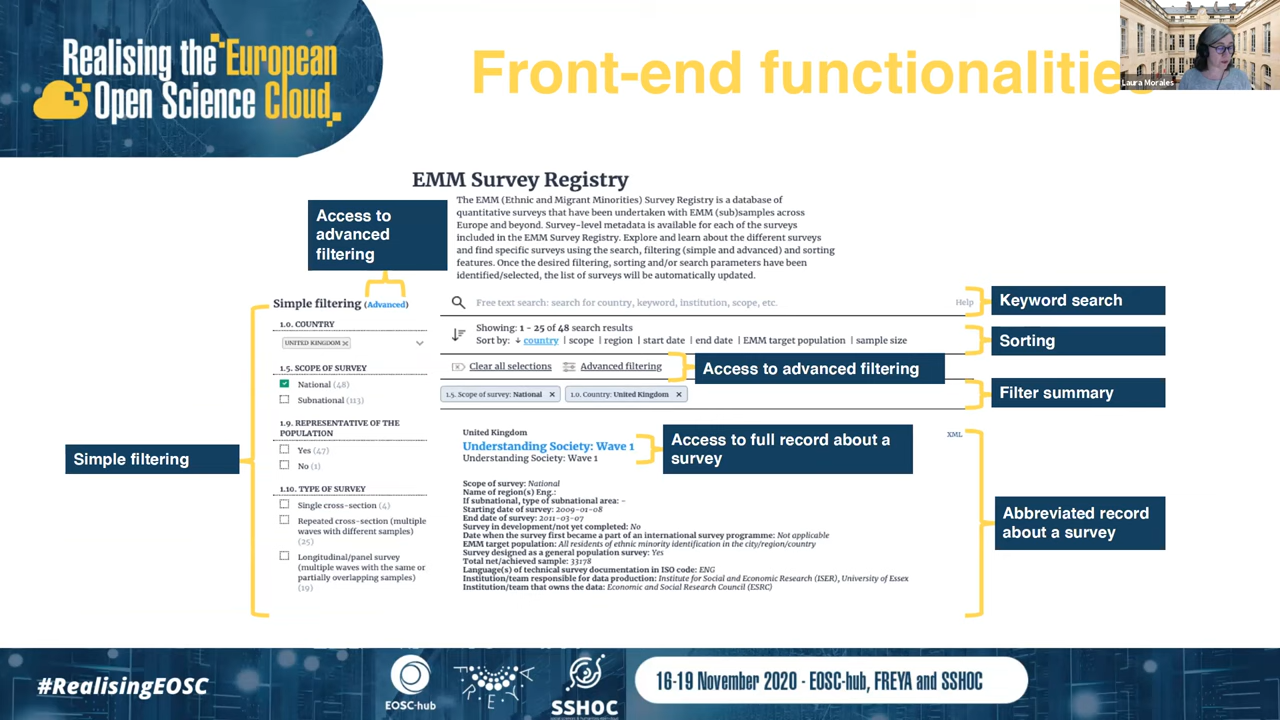 Realising the European
Open Science Cloud
Front-end functionalitie
Laura Morales
EMM Survey Registry
The EMM (Ethnic and Migrant Minorities) Survey Registry is a database of
quantitative surveys that have been undertaken with EMM (sub)samples across
Europe and beyond. Survey-level metadata is available for each of the surveys
included in the EMM Survey Registry. Explore and learn about the different surveys
and find specific surveys using the search, filtering (simple and advanced) and sorting
features. Once the desired filtering, sorting and/or search parameters have been
identified/selected, the list of surveys will be automatically updated.
Access to
advanced
filtering
Simple filtering (Advanced)
1.0. COUNTRY
UNITED KINGDOM ×
1.5. SCOPE OF SURVEY
National (48)
Subnational (113)
1.9. REPRESENTATIVE OF THE
POPULATION
Yes (47)
No (1)
1.10. TYPE OF SURVEY
Single cross-section (4)
Repeated cross-section (multiple
waves with different samples)
(25)
Longitudinal/panel survey
(multiple waves with the same or
partially overlapping samples)
(19)
Simple filtering
Free text search: search for country, keyword, institution, scope, etc.
Help
Keyword search
Showing: 1 - 25 of 48 search results
Sort by: ↓ country | scope | region | start date | end date | EMM target population | sample size
Sorting
Clear all selections
Advanced filtering
Access to advanced filtering
1.5. Scope of survey: National ×
1.0. Country: United Kingdom ×
Filter summary
United Kingdom
XML
Understanding Society: Wave 1
Understanding Society: Wave 1
Access to full record about a
survey
Scope of survey: National
Name of region(s) Eng.:
If subnational, type of subnational area: -
Starting date of survey: 2009-01-08
End date of survey: 2011-03-07
Survey in development/not yet completed: No
Date when the survey first became a part of an international survey programme: Not applicable
EMM target population: All residents of ethnic minority identification in the city/region/country
Survey designed as a general population survey: Yes
Total net/achieved sample: 33178
Language(s) of technical survey documentation in ISO code: ENG
Institution/team responsible for data production: Institute for Social and Economic Research (ISER), University of Essex
Institution/team that owns the data: Economic and Social Research Council (ESRC)
Abbreviated record
about a survey
#RealisingEOSC
EOSC-hub
FREYA
SSHOC
16-19 November 2020 - EOSC-hub, FREYA and SSHOC